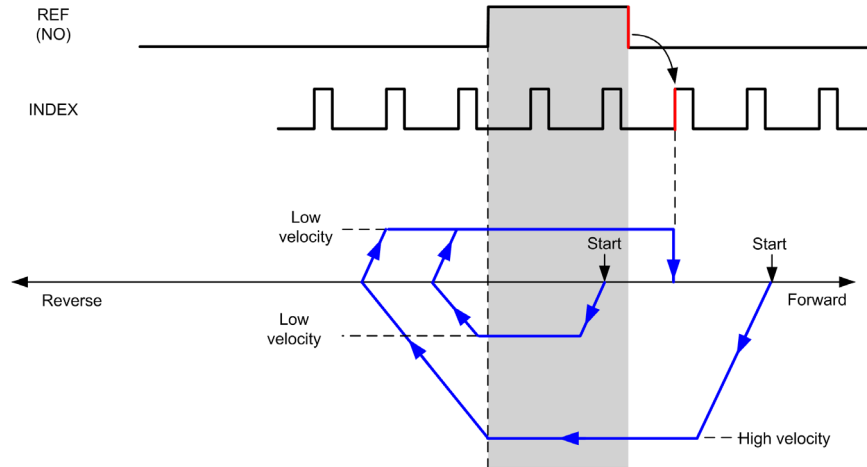 REF
(NO)
INDEX
Low
velocity
Start
Start
Reverse
Forward
Low
velocity
High velocity